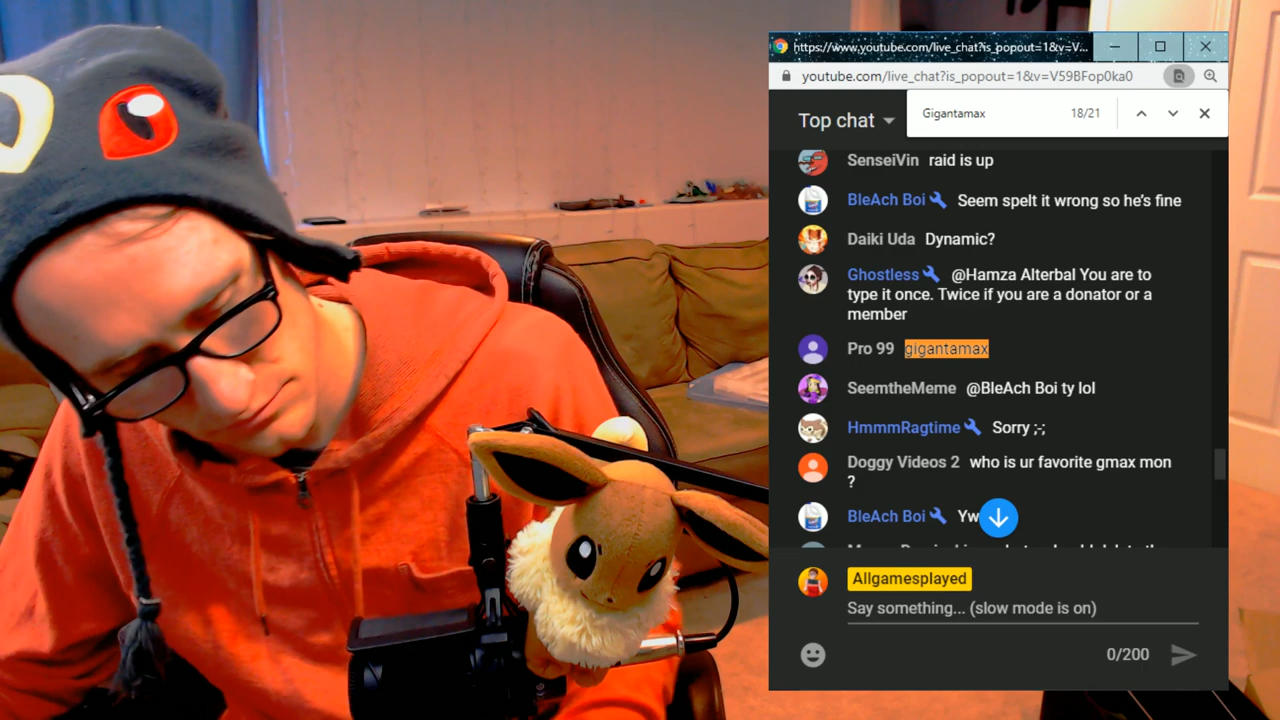 https://www.youtube.com/live_chat?is_popout=1&v=V...
youtube.com/live_chat?is_popout=1&v=V59BFop0ka0
Top chat
Gigantamax 18/21
SenseiVin raid is up
BleAch Boi Seem spelt it wrong so he's fine
Daiki Uda Dynamic?
Ghostless @Hamza Alterbal You are to
type it once. Twice if you are a donator or a
member
Pro 99 gigantamax
SeemtheMeme @BleAch Boi ty lol
HmmmRagtime Sorry ;-;
Doggy Videos 2 who is ur favorite gmax mon
?
BleAch Boi Yw
Allgamesplayed
Say something... (slow mode is on)
0/200